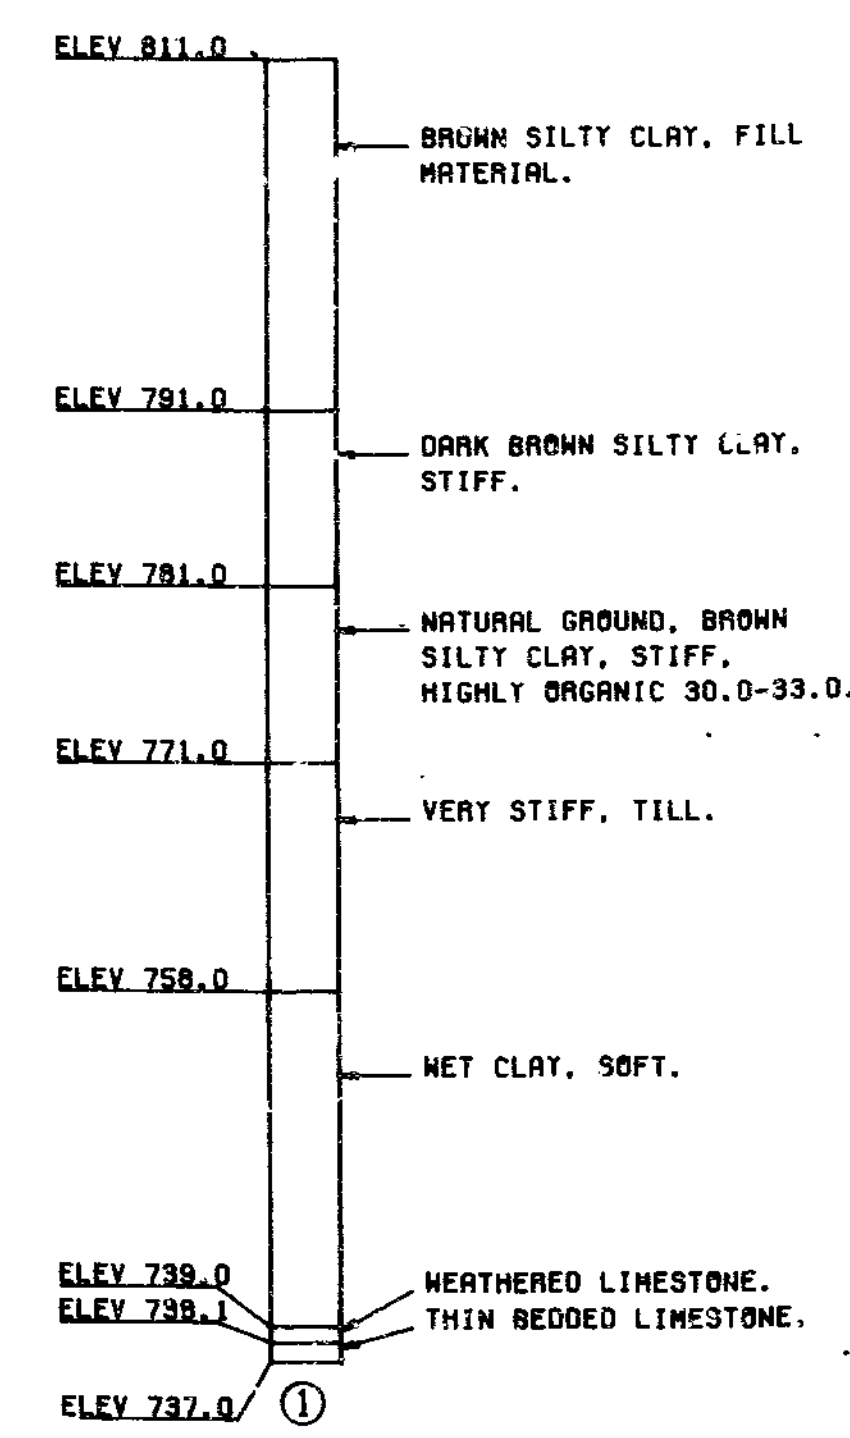 ELEV 811.0
BROWN SILTY CLAY, FILL
MATERIAL.
ELEV 791.0
DARK BROWN SILTY CLAY,
STIFF.
ELEV 781.0
NATURAL GROUND, BROWN
SILTY CLAY, STIFF,
HIGHLY ORGANIC 30.0-33.0.
ELEV 771.0
VERY STIFF, TILL.
ELEV 758.0
WET CLAY, SOFT.
ELEV 739.0
WEATHERED LIMESTONE.
ELEV 738.1
THIN BEDDED LIMESTONE.
ELEV 737.0
1